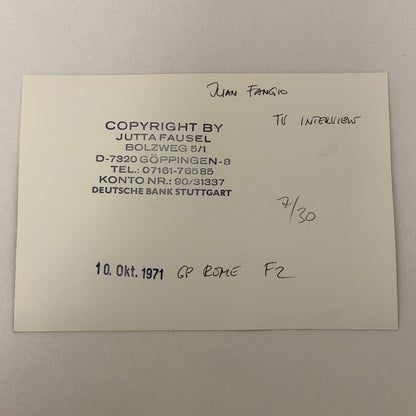 JUAN FANGIO
TV INTERVIEW
COPYRIGHT BY
JUTTA FAUSEL
BOLZWEG 5/1
D-7320 GÖPPINGEN-8
TEL.: 07161-76585
KONTO NR.: 90/31337
DEUTSCHE BANK STUTTGART
7/30
10. Okt. 1971 GP ROME F2